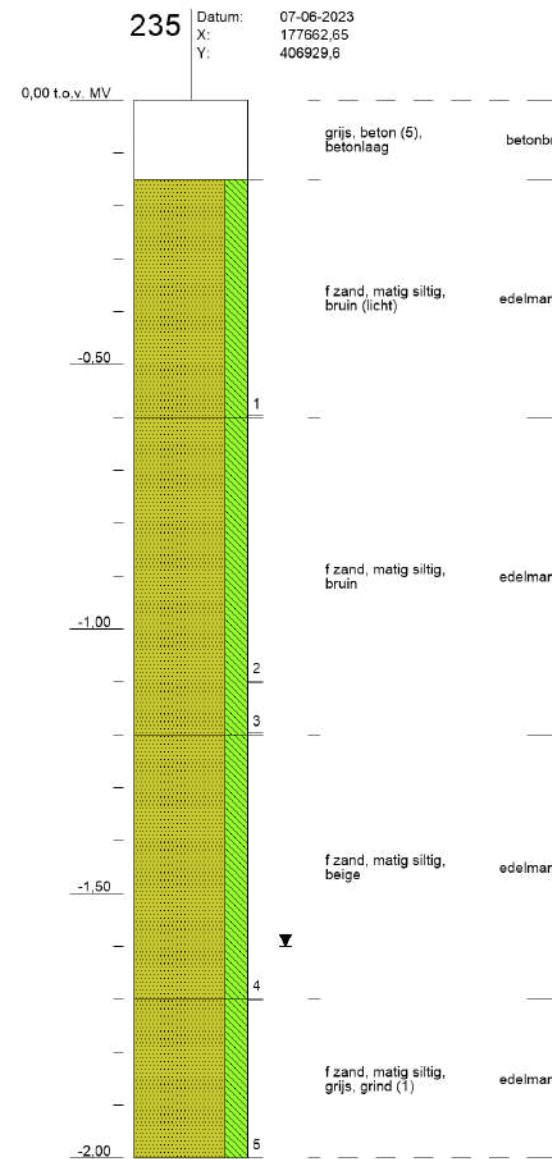 235
Datum: 07-06-2023
X: 177662,65
Y: 406929,6
0,00 t.o.v. MV
grijs, beton (5),
betonlaag
f zand, matig siltig,
bruin (licht)
-0,50
1
f zand, matig siltig,
bruin
-1,00
2
3
f zand, matig siltig,
beige
-1,50
4
f zand, matig siltig,
grijs, grind (1)
-2,00
5